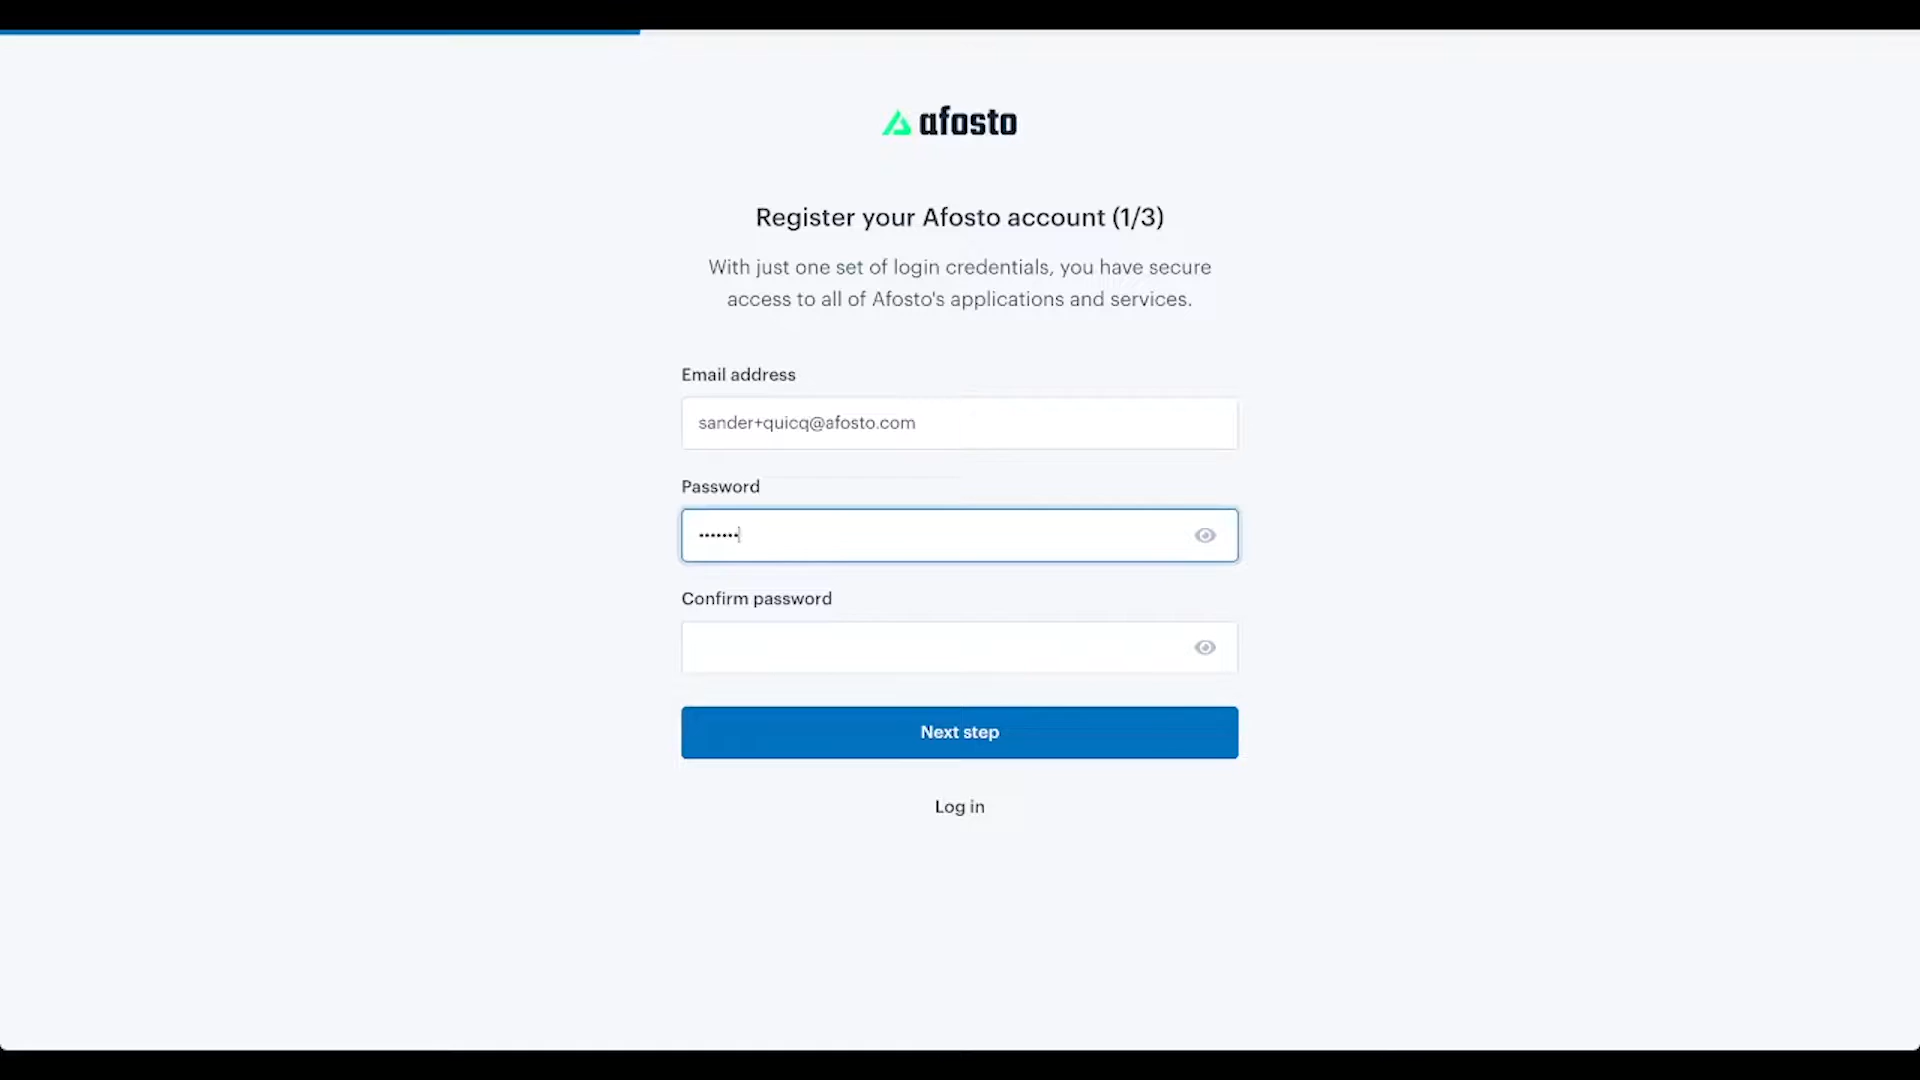 afosto
Register your Afosto account (1/3)
With just one set of login credentials, you have secure
access to all of Afosto's applications and services.
Email address
sander+quicq@afosto.com
Password
•••••••
Confirm password
Next step
Log in